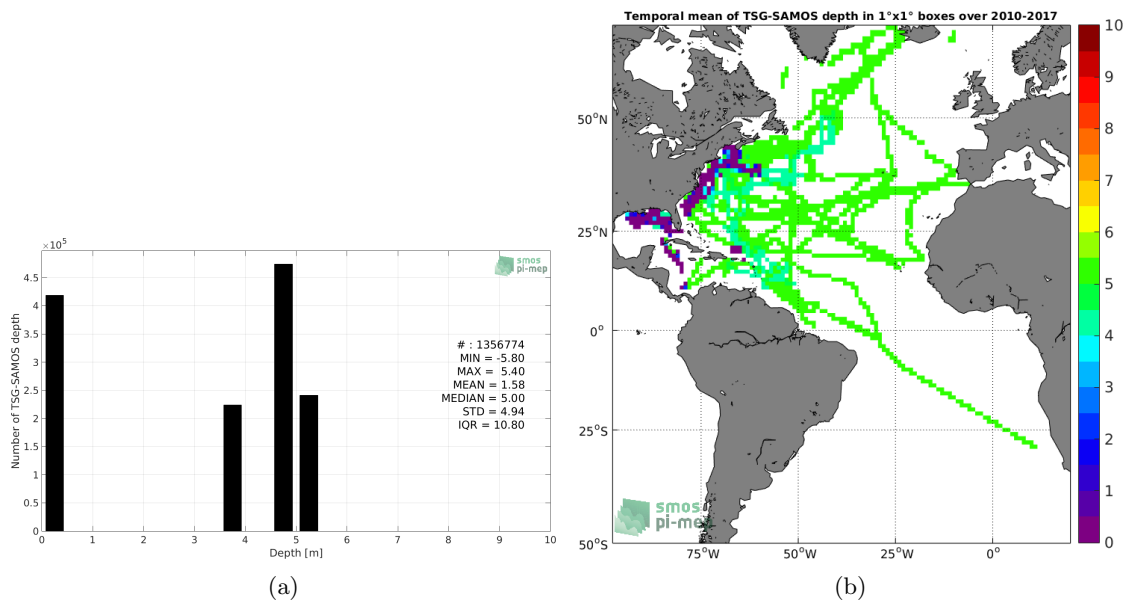 Temporal mean of TSG-SAMOS depth in 1°x1° boxes over 2010-2017
×10⁵
smos
pi-mep
4.5
4
3.5
3
2.5
2
1.5
1
0.5
0
Number of TSG-SAMOS depth
# : 1356774
MIN = -5.80
MAX = 5.40
MEAN = 1.58
MEDIAN = 5.00
STD = 4.94
IQR = 10.80
0 1 2 3 4 5 6 7 8 9 10
Depth [m]
(a)
50°N
25°N
0°
25°S
50°S
smos
pi-mep
75°W 50°W 25°W 0°
10
9
8
7
6
5
4
3
2
1
0
(b)